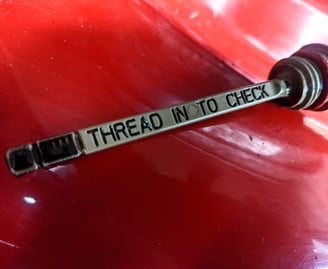 THREAD IN TO CHECK